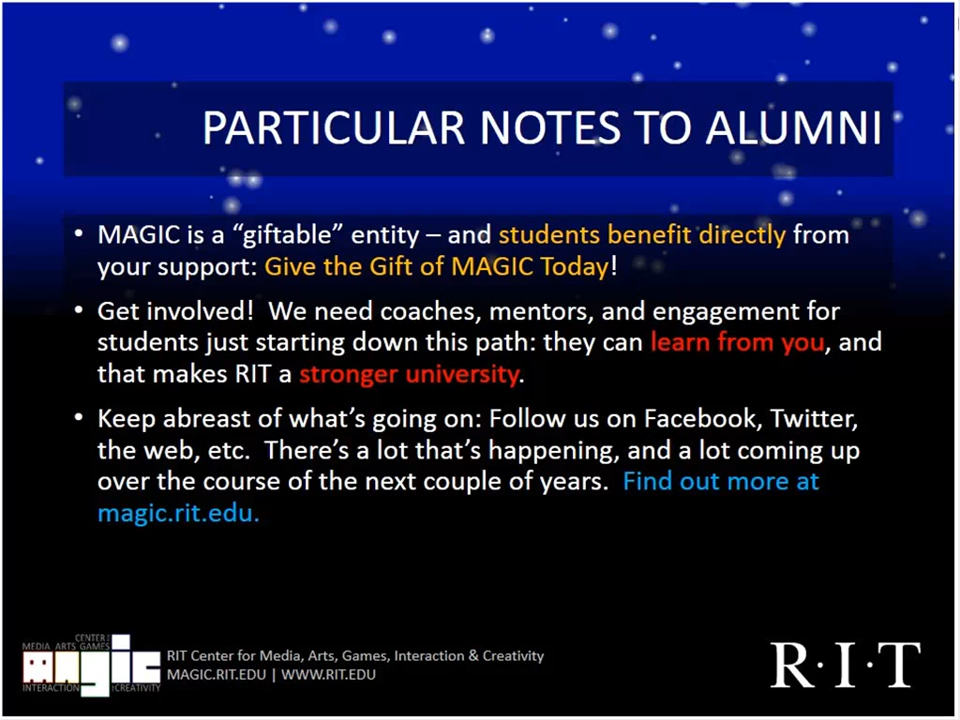 PARTICULAR NOTES TO ALUMNI
• MAGIC is a “giftable” entity – and students benefit directly from
your support: Give the Gift of MAGIC Today!
• Get involved!  We need coaches, mentors, and engagement for
students just starting down this path: they can learn from you, and
that makes RIT a stronger university.
• Keep abreast of what’s going on: Follow us on Facebook, Twitter,
the web, etc.  There’s a lot that’s happening, and a lot coming up
over the course of the next couple of years.  Find out more at
magic.rit.edu.
CENTER FOR
MEDIA ARTS GAMES
magic
INTERACTION & CREATIVITY
RIT Center for Media, Arts, Games, Interaction & Creativity
MAGIC.RIT.EDU | WWW.RIT.EDU
R·I·T